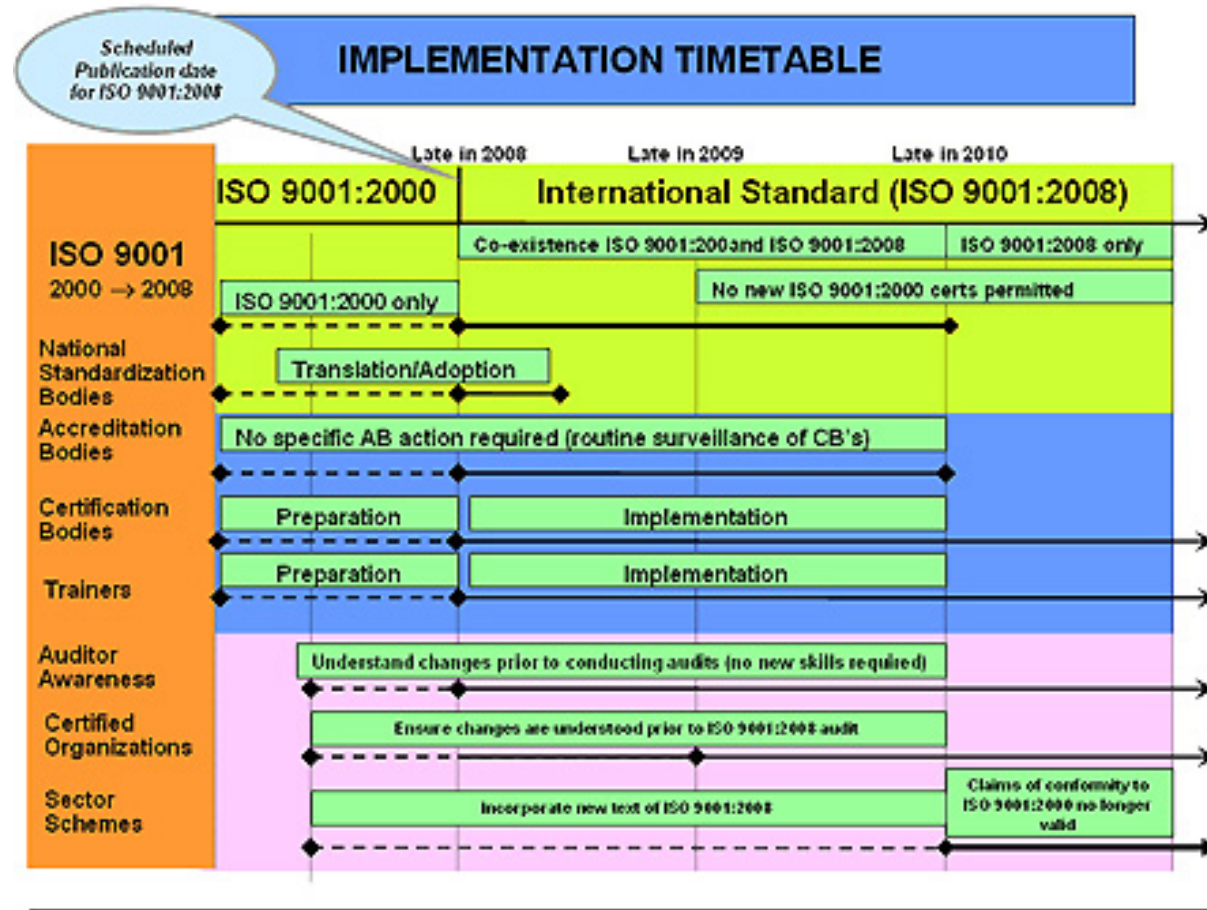 Scheduled
Publication date
for ISO 9001:2008
IMPLEMENTATION TIMETABLE
Late in 2008
Late in 2009
Late in 2010
ISO 9001:2000
International Standard (ISO 9001:2008)
ISO 9001
2000 → 2008
Co-existence ISO 9001:200and ISO 9001:2008
ISO 9001:2008 only
No new ISO 9001:2000 certs permitted
ISO 9001:2000 only
National
Standardization
Bodies
Translation/Adoption
Accreditation
Bodies
No specific AB action required (routine surveillance of CB's)
Certification
Bodies
Preparation
Implementation
Trainers
Preparation
Implementation
Auditor
Awareness
Understand changes prior to conducting audits (no new skills required)
Certified
Organizations
Ensure changes are understood prior to ISO 9001:2008 audit
Sector
Schemes
Incorporate new text of ISO 9001:2008
Claims of conformity to
ISO 9001:2000 no longer
valid